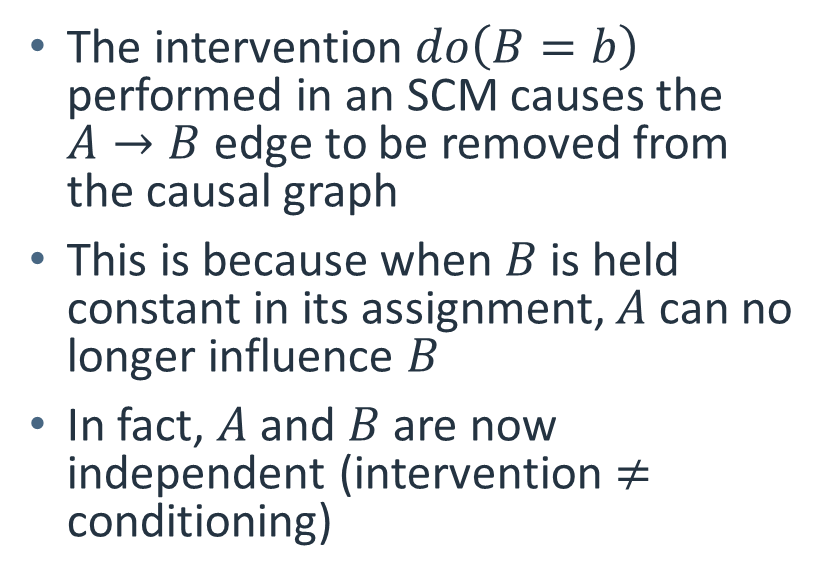 • The intervention do(B = b)
performed in an SCM causes the
A → B edge to be removed from
the causal graph
• This is because when B is held
constant in its assignment, A can no
longer influence B
• In fact, A and B are now
independent (intervention ≠
conditioning)